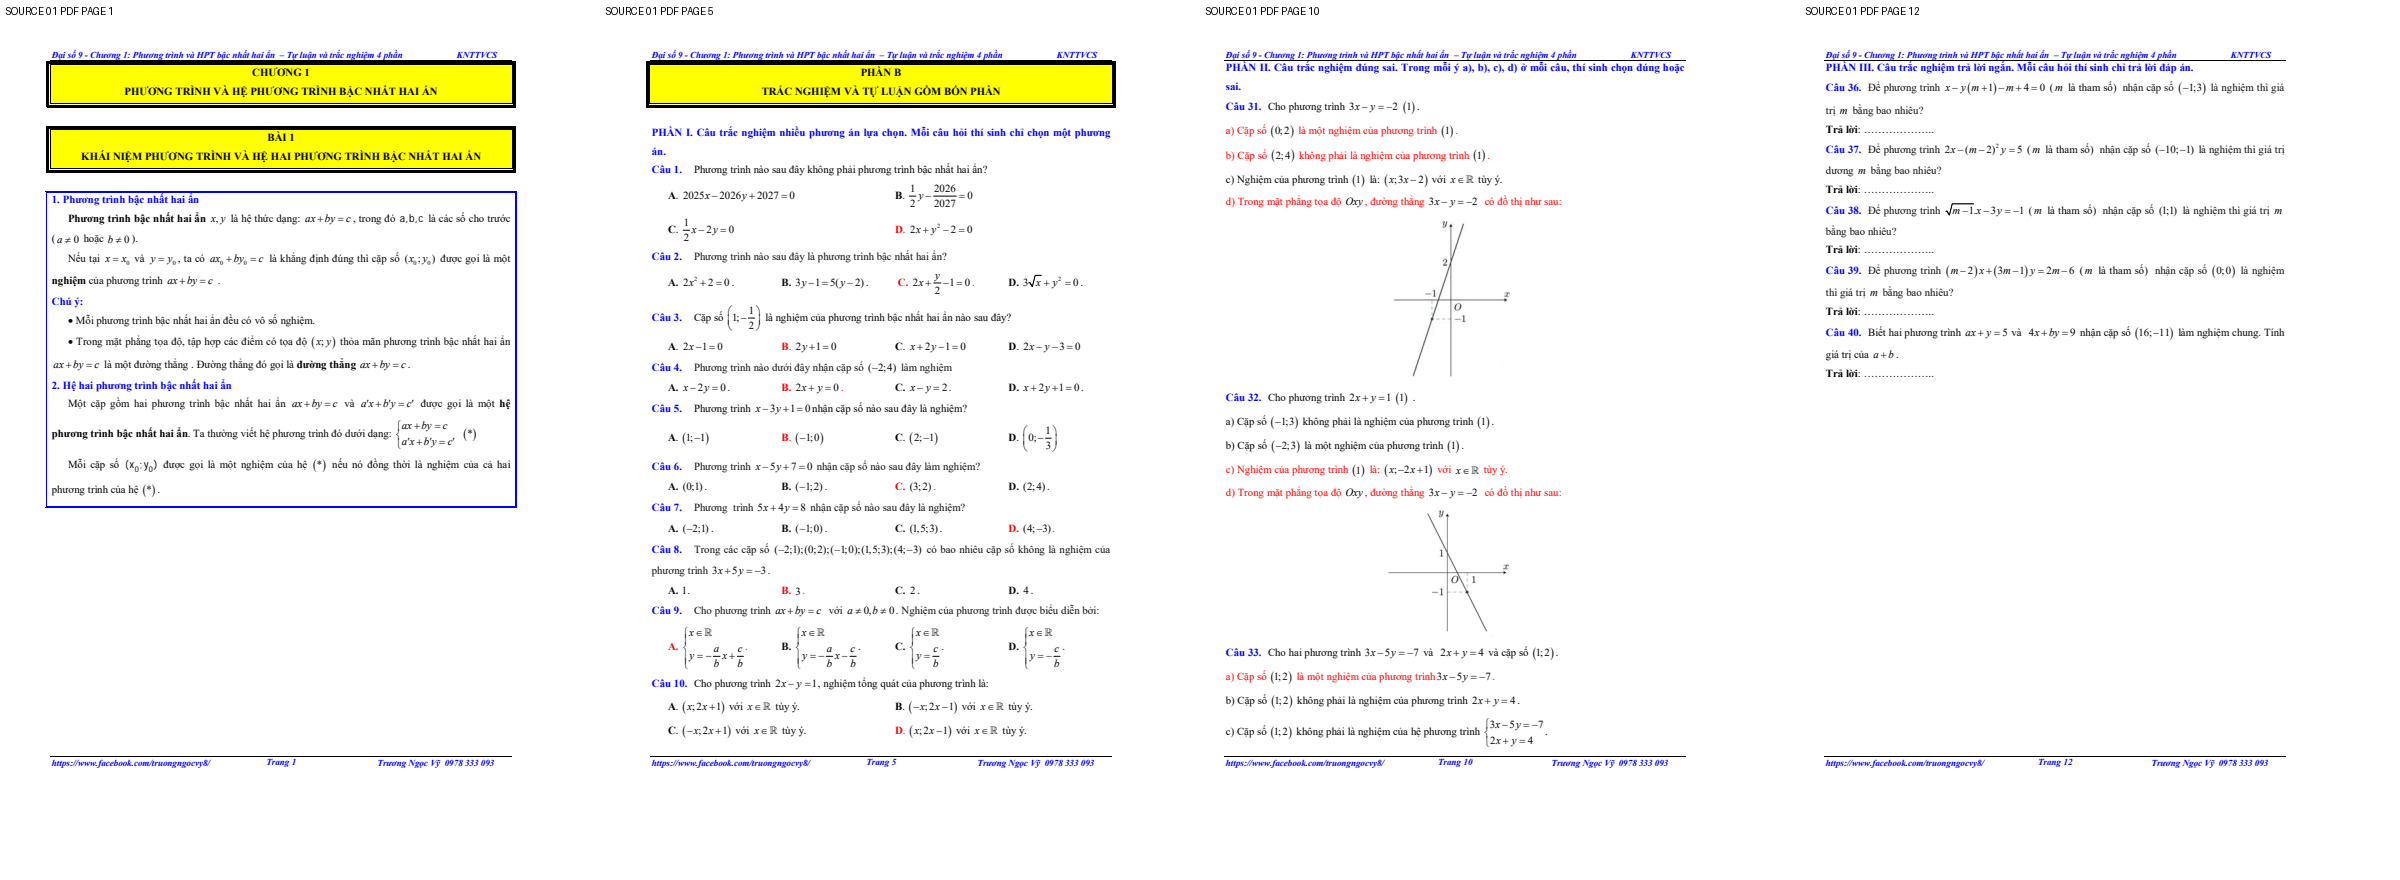 SOURCE 01 PDF PAGE 1
Đại số 9 - Chương 1: Phương trình và HPT bậc nhất hai ẩn – Tự luận và trắc nghiệm 4 phần KNTTVCS
CHƯƠNG 1
PHƯƠNG TRÌNH VÀ HỆ PHƯƠNG TRÌNH BẬC NHẤT HAI ẨN
BÀI 1
KHÁI NIỆM PHƯƠNG TRÌNH VÀ HỆ HAI PHƯƠNG TRÌNH BẬC NHẤT HAI ẨN
1. Phương trình bậc nhất hai ẩn
Phương trình bậc nhất hai ẩn x, y là hệ thức dạng: ax + by = c, trong đó a,b,c là các số cho trước
(a ≠ 0 hoặc b ≠ 0).
Nếu tại x = x₀ và y = y₀, ta có ax₀ + by₀ = c là khẳng định đúng thì cặp số (x₀; y₀) được gọi là một
nghiệm của phương trình ax + by = c .
Chú ý:
• Mỗi phương trình bậc nhất hai ẩn đều có vô số nghiệm.
• Trong mặt phẳng tọa độ, tập hợp các điểm có tọa độ (x; y) thỏa mãn phương trình bậc nhất hai ẩn
ax + by = c là một đường thẳng . Đường thẳng đó gọi là đường thẳng ax + by = c.
2. Hệ hai phương trình bậc nhất hai ẩn
Một cặp gồm hai phương trình bậc nhất hai ẩn ax + by = c và a'x + b'y = c' được gọi là một hệ
phương trình bậc nhất hai ẩn. Ta thường viết hệ phương trình đó dưới dạng: {ax + by = c; a'x + b'y = c' (*)
Mỗi cặp số (x₀; y₀) được gọi là một nghiệm của hệ (*) nếu nó đồng thời là nghiệm của cả hai
phương trình của hệ (*).
https://www.facebook.com/truongngocvy8/ Trang 1 Trương Ngọc Vỹ 0978 333 093
SOURCE 01 PDF PAGE 5
Đại số 9 - Chương 1: Phương trình và HPT bậc nhất hai ẩn – Tự luận và trắc nghiệm 4 phần KNTTVCS
PHẦN B
TRẮC NGHIỆM VÀ TỰ LUẬN GỒM BỐN PHẦN
PHẦN I. Câu trắc nghiệm nhiều phương án lựa chọn. Mỗi câu hỏi thí sinh chỉ chọn một phương
án.
Câu 1. Phương trình nào sau đây không phải phương trình bậc nhất hai ẩn?
A. 2025x − 2026y + 2027 = 0 B. 1/2 y − 2026/2027 = 0
C. 1/2 x − 2y = 0 D. 2x + y² − 2 = 0
Câu 2. Phương trình nào sau đây là phương trình bậc nhất hai ẩn?
A. 2x² + 2 = 0. B. 3y − 1 = 5(y − 2). C. 2x + y/2 − 1 = 0. D. 3√x + y² = 0.
Câu 3. Cặp số (1; −1/2) là nghiệm của phương trình bậc nhất hai ẩn nào sau đây?
A. 2x − 1 = 0 B. 2y + 1 = 0 C. x + 2y − 1 = 0 D. 2x − y − 3 = 0
Câu 4. Phương trình nào dưới đây nhận cặp số (−2; 4) làm nghiệm
A. x − 2y = 0. B. 2x + y = 0. C. x − y = 2. D. x + 2y + 1 = 0.
Câu 5. Phương trình x − 3y + 1 = 0 nhận cặp số nào sau đây là nghiệm?
A. (1; −1) B. (−1; 0) C. (2; −1) D. (0; −1/3)
Câu 6. Phương trình x − 5y + 7 = 0 nhận cặp số nào sau đây làm nghiệm?
A. (0;1). B. (−1;2). C. (3;2). D. (2;4).
Câu 7. Phương trình 5x + 4y = 8 nhận cặp số nào sau đây là nghiệm?
A. (−2;1). B. (−1;0). C. (1,5;3). D. (4;−3).
Câu 8. Trong các cặp số (−2;1);(0;2);(−1;0);(1,5;3);(4;−3) có bao nhiêu cặp số không là nghiệm của
phương trình 3x + 5y = −3.
A. 1. B. 3. C. 2. D. 4.
Câu 9. Cho phương trình ax + by = c với a ≠ 0, b ≠ 0. Nghiệm của phương trình được biểu diễn bởi:
A. {x ∈ ℝ; y = −a/b x + c/b. B. {x ∈ ℝ; y = −a/b x − c/b. C. {x ∈ ℝ; y = c/b. D. {x ∈ ℝ; y = −c/b.
Câu 10. Cho phương trình 2x − y = 1, nghiệm tổng quát của phương trình là:
A. (x; 2x + 1) với x ∈ ℝ tùy ý. B. (−x; 2x − 1) với x ∈ ℝ tùy ý.
C. (−x; 2x + 1) với x ∈ ℝ tùy ý. D. (x; 2x − 1) với x ∈ ℝ tùy ý.
https://www.facebook.com/truongngocvy8/ Trang 5 Trương Ngọc Vỹ 0978 333 093
SOURCE 01 PDF PAGE 10
Đại số 9 - Chương 1: Phương trình và HPT bậc nhất hai ẩn – Tự luận và trắc nghiệm 4 phần KNTTVCS
PHẦN II. Câu trắc nghiệm đúng sai. Trong mỗi ý a), b), c), d) ở mỗi câu, thí sinh chọn đúng hoặc
sai.
Câu 31. Cho phương trình 3x − y = −2 (1).
a) Cặp số (0; 2) là một nghiệm của phương trình (1).
b) Cặp số (2; 4) không phải là nghiệm của phương trình (1).
c) Nghiệm của phương trình (1) là: (x; 3x − 2) với x ∈ ℝ tùy ý.
d) Trong mặt phẳng tọa độ Oxy, đường thẳng 3x − y = −2 có đồ thị như sau:
y
2
−1
x
O
−1
Câu 32. Cho phương trình 2x + y = 1 (1) .
a) Cặp số (−1;3) không phải là nghiệm của phương trình (1).
b) Cặp số (−2;3) là một nghiệm của phương trình (1).
c) Nghiệm của phương trình (1) là: (x; −2x + 1) với x ∈ ℝ tùy ý.
d) Trong mặt phẳng tọa độ Oxy, đường thẳng 3x − y = −2 có đồ thị như sau:
y
1
x
O 1
−1
Câu 33. Cho hai phương trình 3x − 5y = −7 và 2x + y = 4 và cặp số (1;2).
a) Cặp số (1;2) là một nghiệm của phương trình 3x − 5y = −7.
b) Cặp số (1;2) không phải là nghiệm của phương trình 2x + y = 4.
c) Cặp số (1;2) không phải là nghiệm của hệ phương trình {3x − 5y = −7; 2x + y = 4.
https://www.facebook.com/truongngocvy8/ Trang 10 Trương Ngọc Vỹ 0978 333 093
SOURCE 01 PDF PAGE 12
Đại số 9 - Chương 1: Phương trình và HPT bậc nhất hai ẩn – Tự luận và trắc nghiệm 4 phần KNTTVCS
PHẦN III. Câu trắc nghiệm trả lời ngắn. Mỗi câu hỏi thí sinh chỉ trả lời đáp án.
Câu 36. Để phương trình x − y(m + 1) − m + 4 = 0 (m là tham số) nhận cặp số (−1;3) là nghiệm thì giá
trị m bằng bao nhiêu?
Trả lời: ………………..
Câu 37. Để phương trình 2x − (m − 2)² y = 5 (m là tham số) nhận cặp số (−10;−1) là nghiệm thì giá trị
dương m bằng bao nhiêu?
Trả lời: ………………..
Câu 38. Để phương trình √(m−1) x − 3y = −1 (m là tham số) nhận cặp số (1;1) là nghiệm thì giá trị m
bằng bao nhiêu?
Trả lời: ………………..
Câu 39. Để phương trình (m − 2)x + (3m − 1)y = 2m − 6 (m là tham số) nhận cặp số (0;0) là nghiệm
thì giá trị m bằng bao nhiêu?
Trả lời: ………………..
Câu 40. Biết hai phương trình ax + y = 5 và 4x + by = 9 nhận cặp số (16;−11) làm nghiệm chung. Tính
giá trị của a + b.
Trả lời: ………………..
https://www.facebook.com/truongngocvy8/ Trang 12 Trương Ngọc Vỹ 0978 333 093